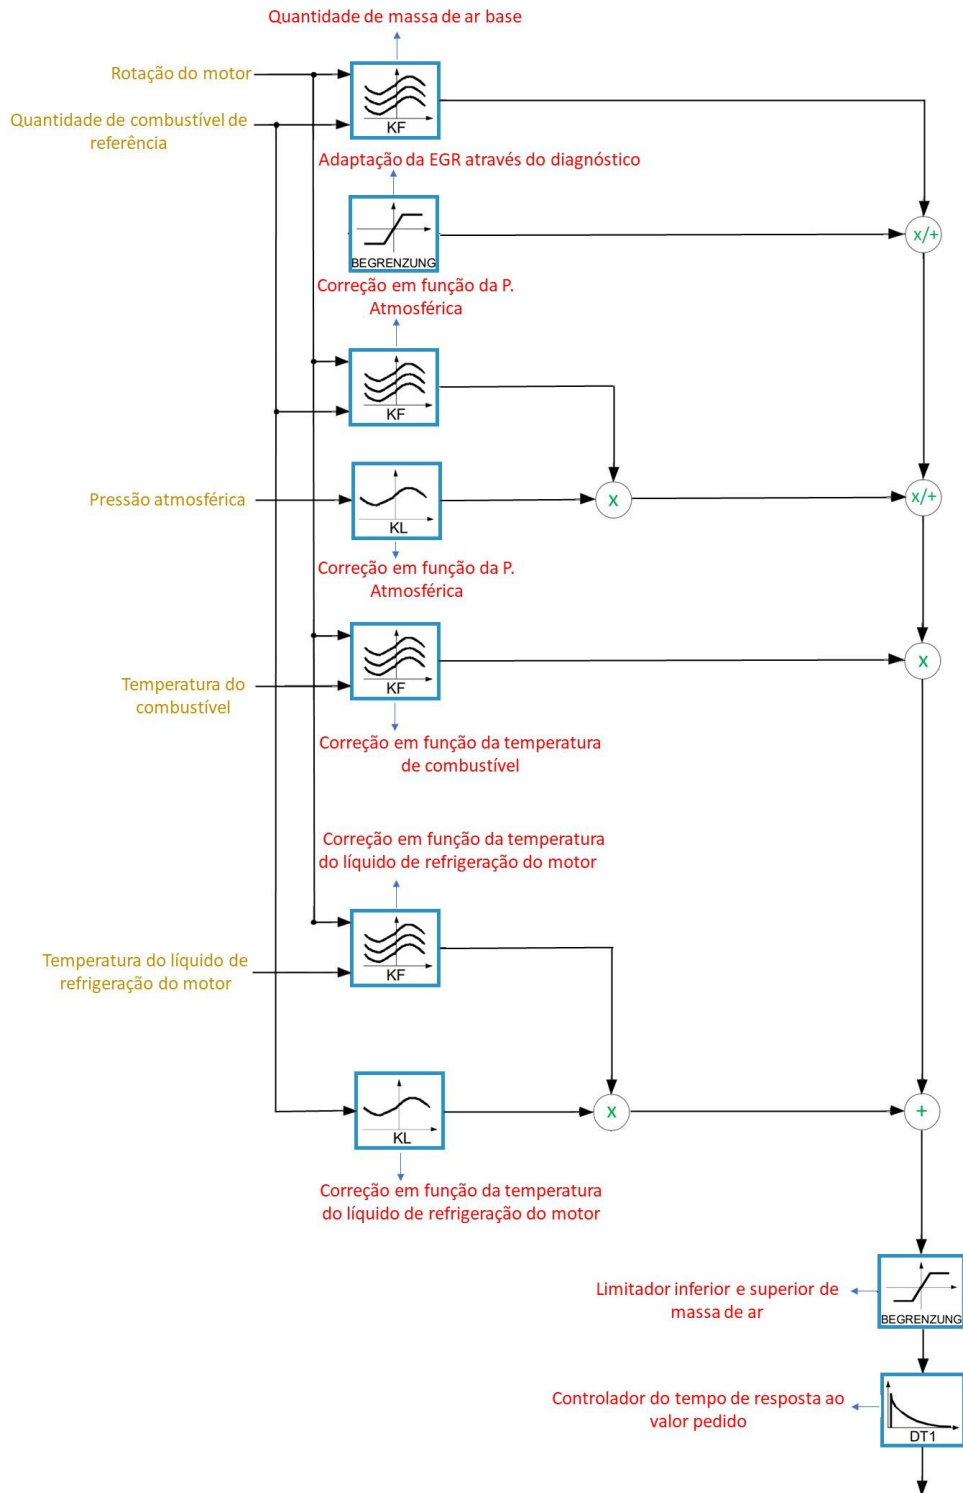 Quantidade de massa de ar base
Rotação do motor
KF
Quantidade de combustível de
referência
Adaptação da EGR através do diagnóstico
x/+
BEGRENZUNG
Correção em função da P.
Atmosférica
KF
Pressão atmosférica
x
x/+
KL
Correção em função da P.
Atmosférica
KF
x
Temperatura do
combustível
Correção em função da temperatura
de combustível
Correção em função da temperatura
do líquido de refrigeração do motor
KF
Temperatura do líquido de
refrigeração do motor
KL
x
+
Correção em função da temperatura
do líquido de refrigeração do motor
Limitador inferior e superior de
massa de ar
BEGRENZUNG
Controlador do tempo de resposta ao
valor pedido
DT1